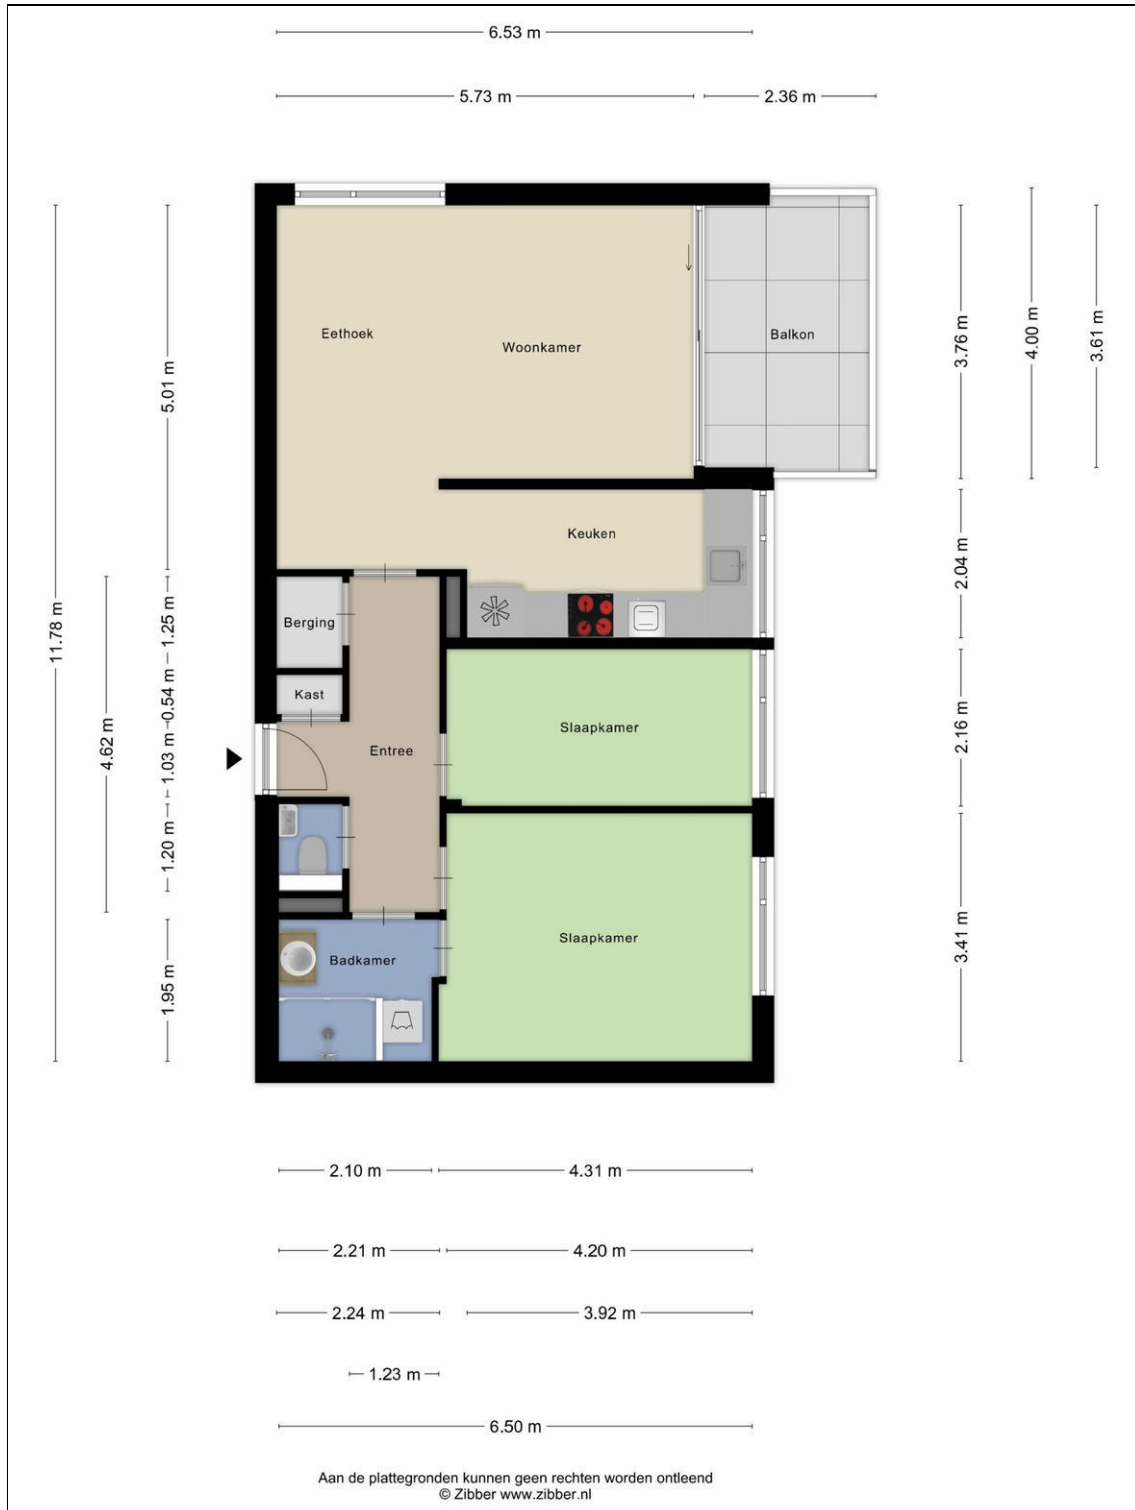 6.53 m
5.73 m
2.36 m
Eethoek
Woonkamer
Balkon
5.01 m
3.76 m
4.00 m
3.61 m
Keuken
2.04 m
11.78 m
4.62 m
1.25 m
0.54 m
1.03 m
1.20 m
1.95 m
Berging
Kast
Entree
Slaapkamer
2.16 m
Slaapkamer
Badkamer
3.41 m
2.10 m
4.31 m
2.21 m
4.20 m
2.24 m
3.92 m
1.23 m
6.50 m
Aan de plattegronden kunnen geen rechten worden ontleend
© Zibber www.zibber.nl